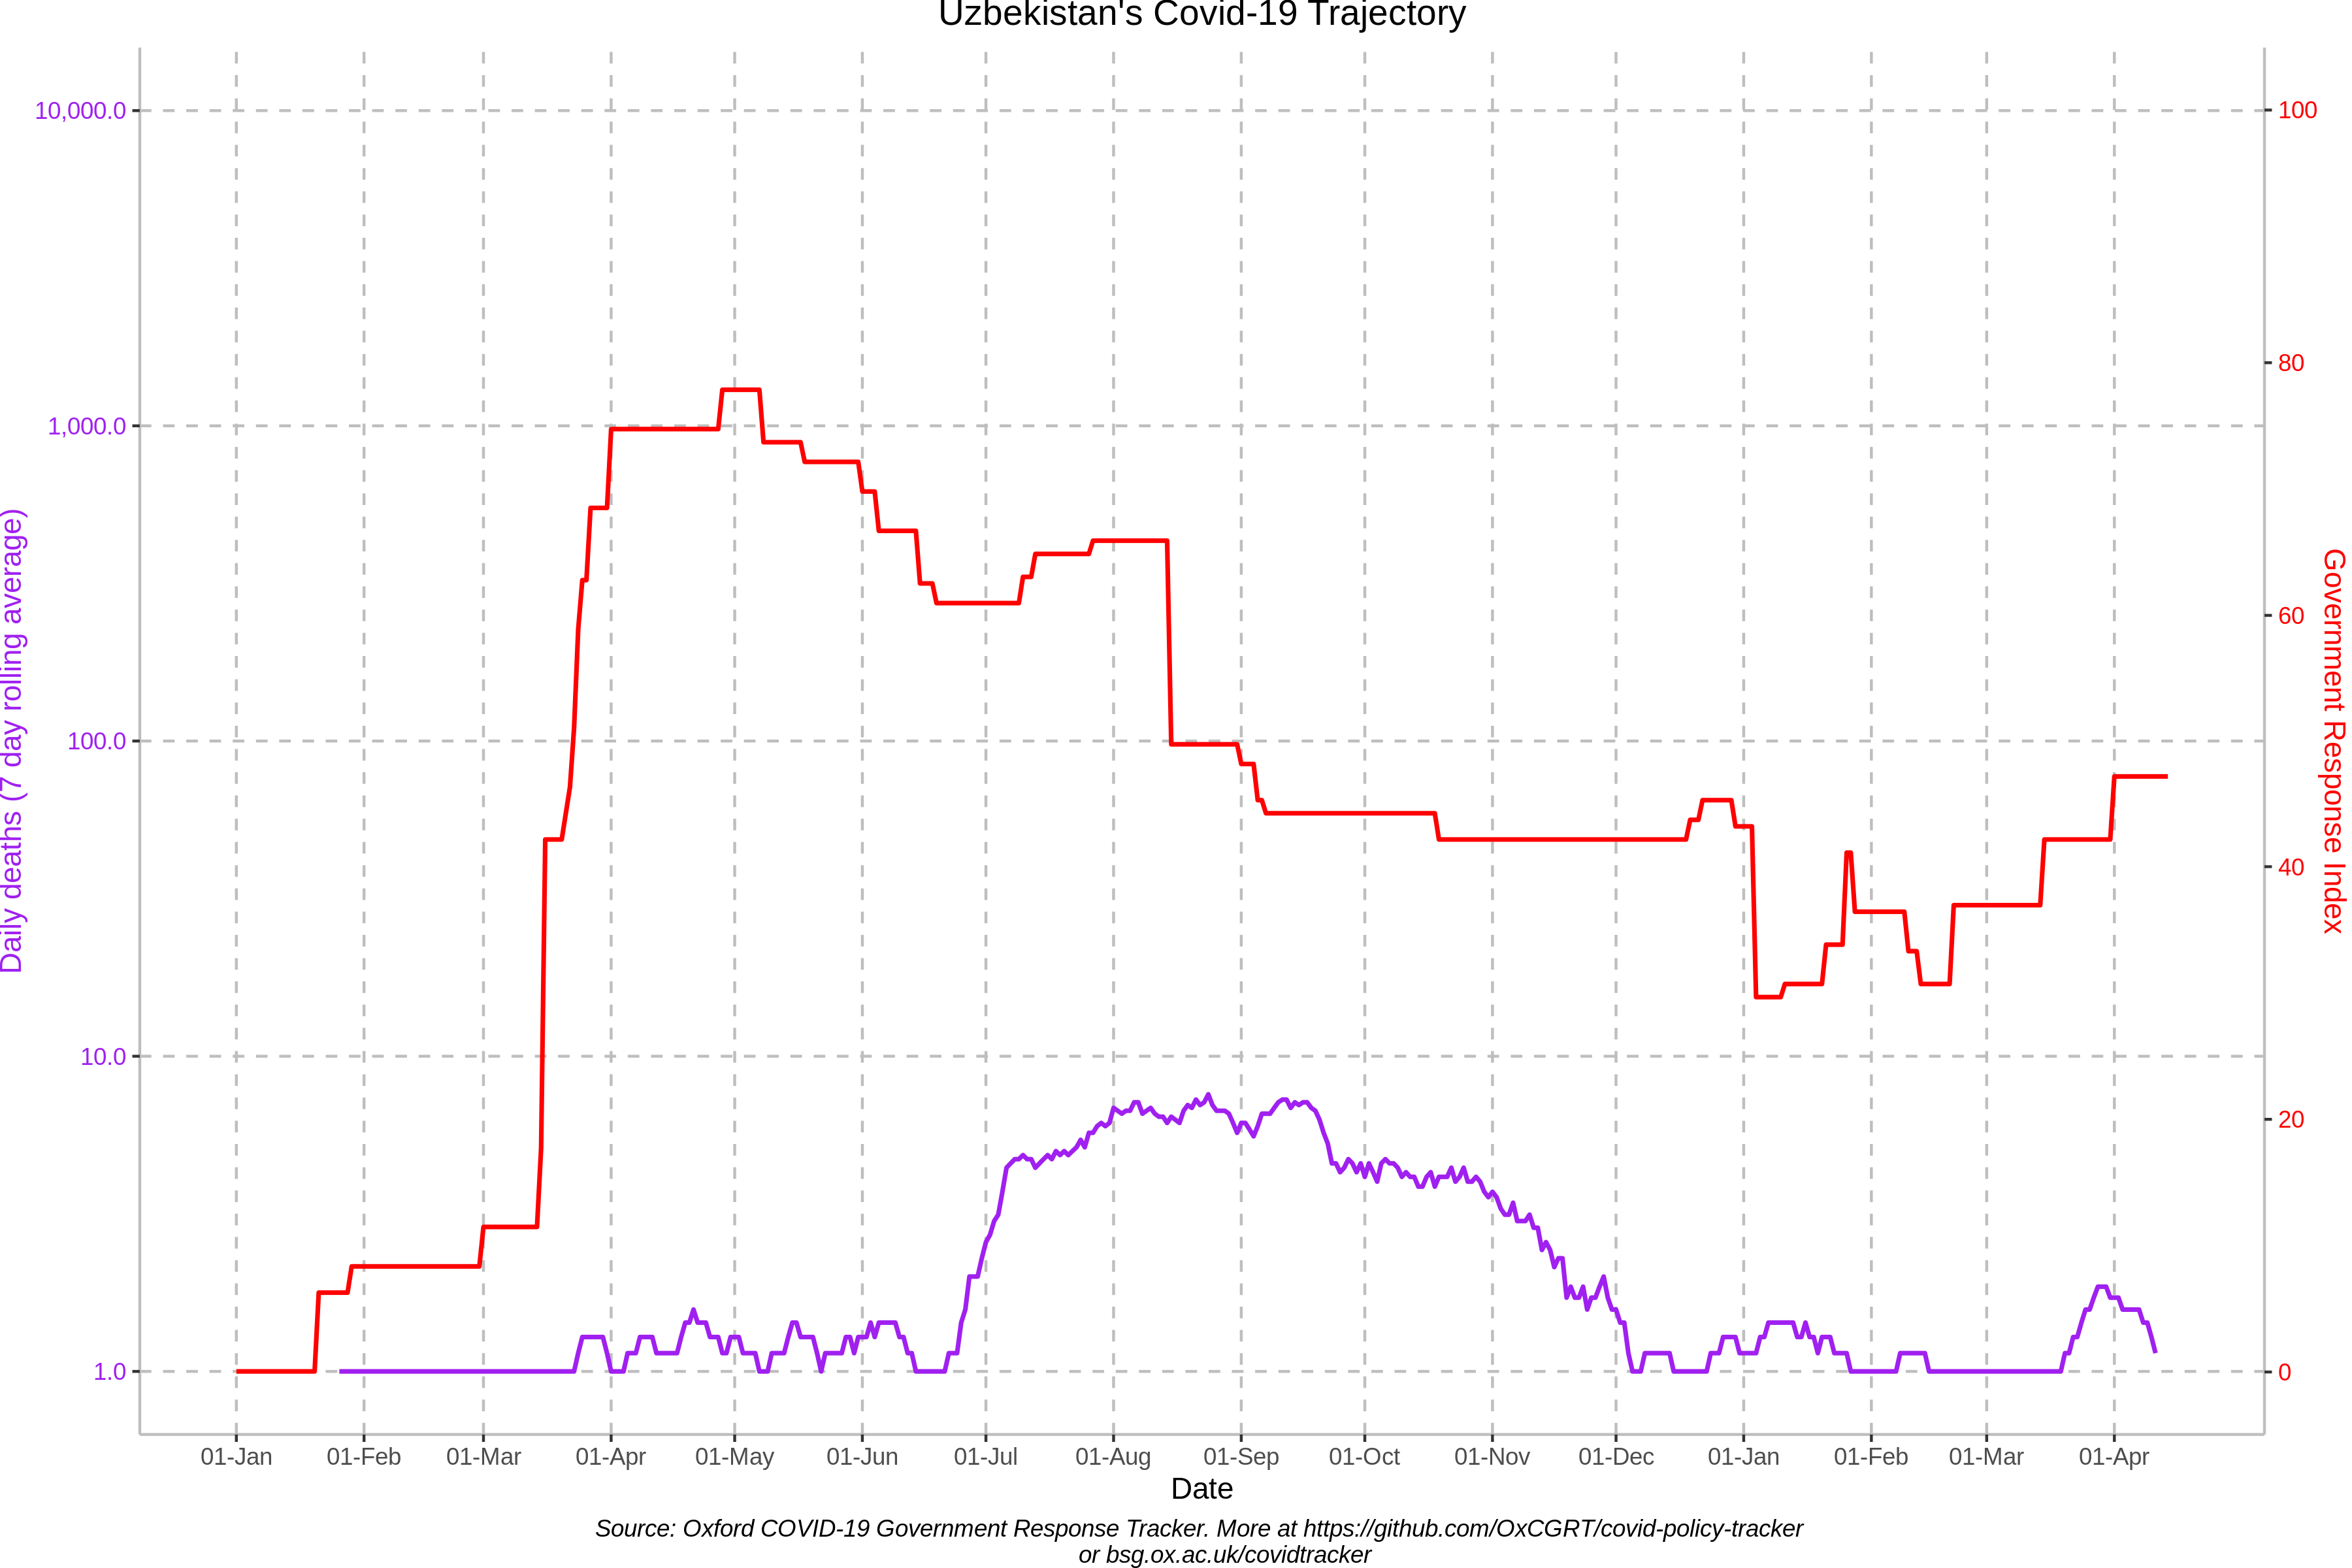 Uzbekistan's Covid-19 Trajectory
10,000.0
1,000.0
100.0
10.0
1.0
Daily deaths (7 day rolling average)
100
80
60
40
20
0
Government Response Index
01-Jan 01-Feb 01-Mar 01-Apr 01-May 01-Jun 01-Jul 01-Aug 01-Sep 01-Oct 01-Nov 01-Dec 01-Jan 01-Feb 01-Mar 01-Apr
Date
Source: Oxford COVID-19 Government Response Tracker. More at https://github.com/OxCGRT/covid-policy-tracker
or bsg.ox.ac.uk/covidtracker